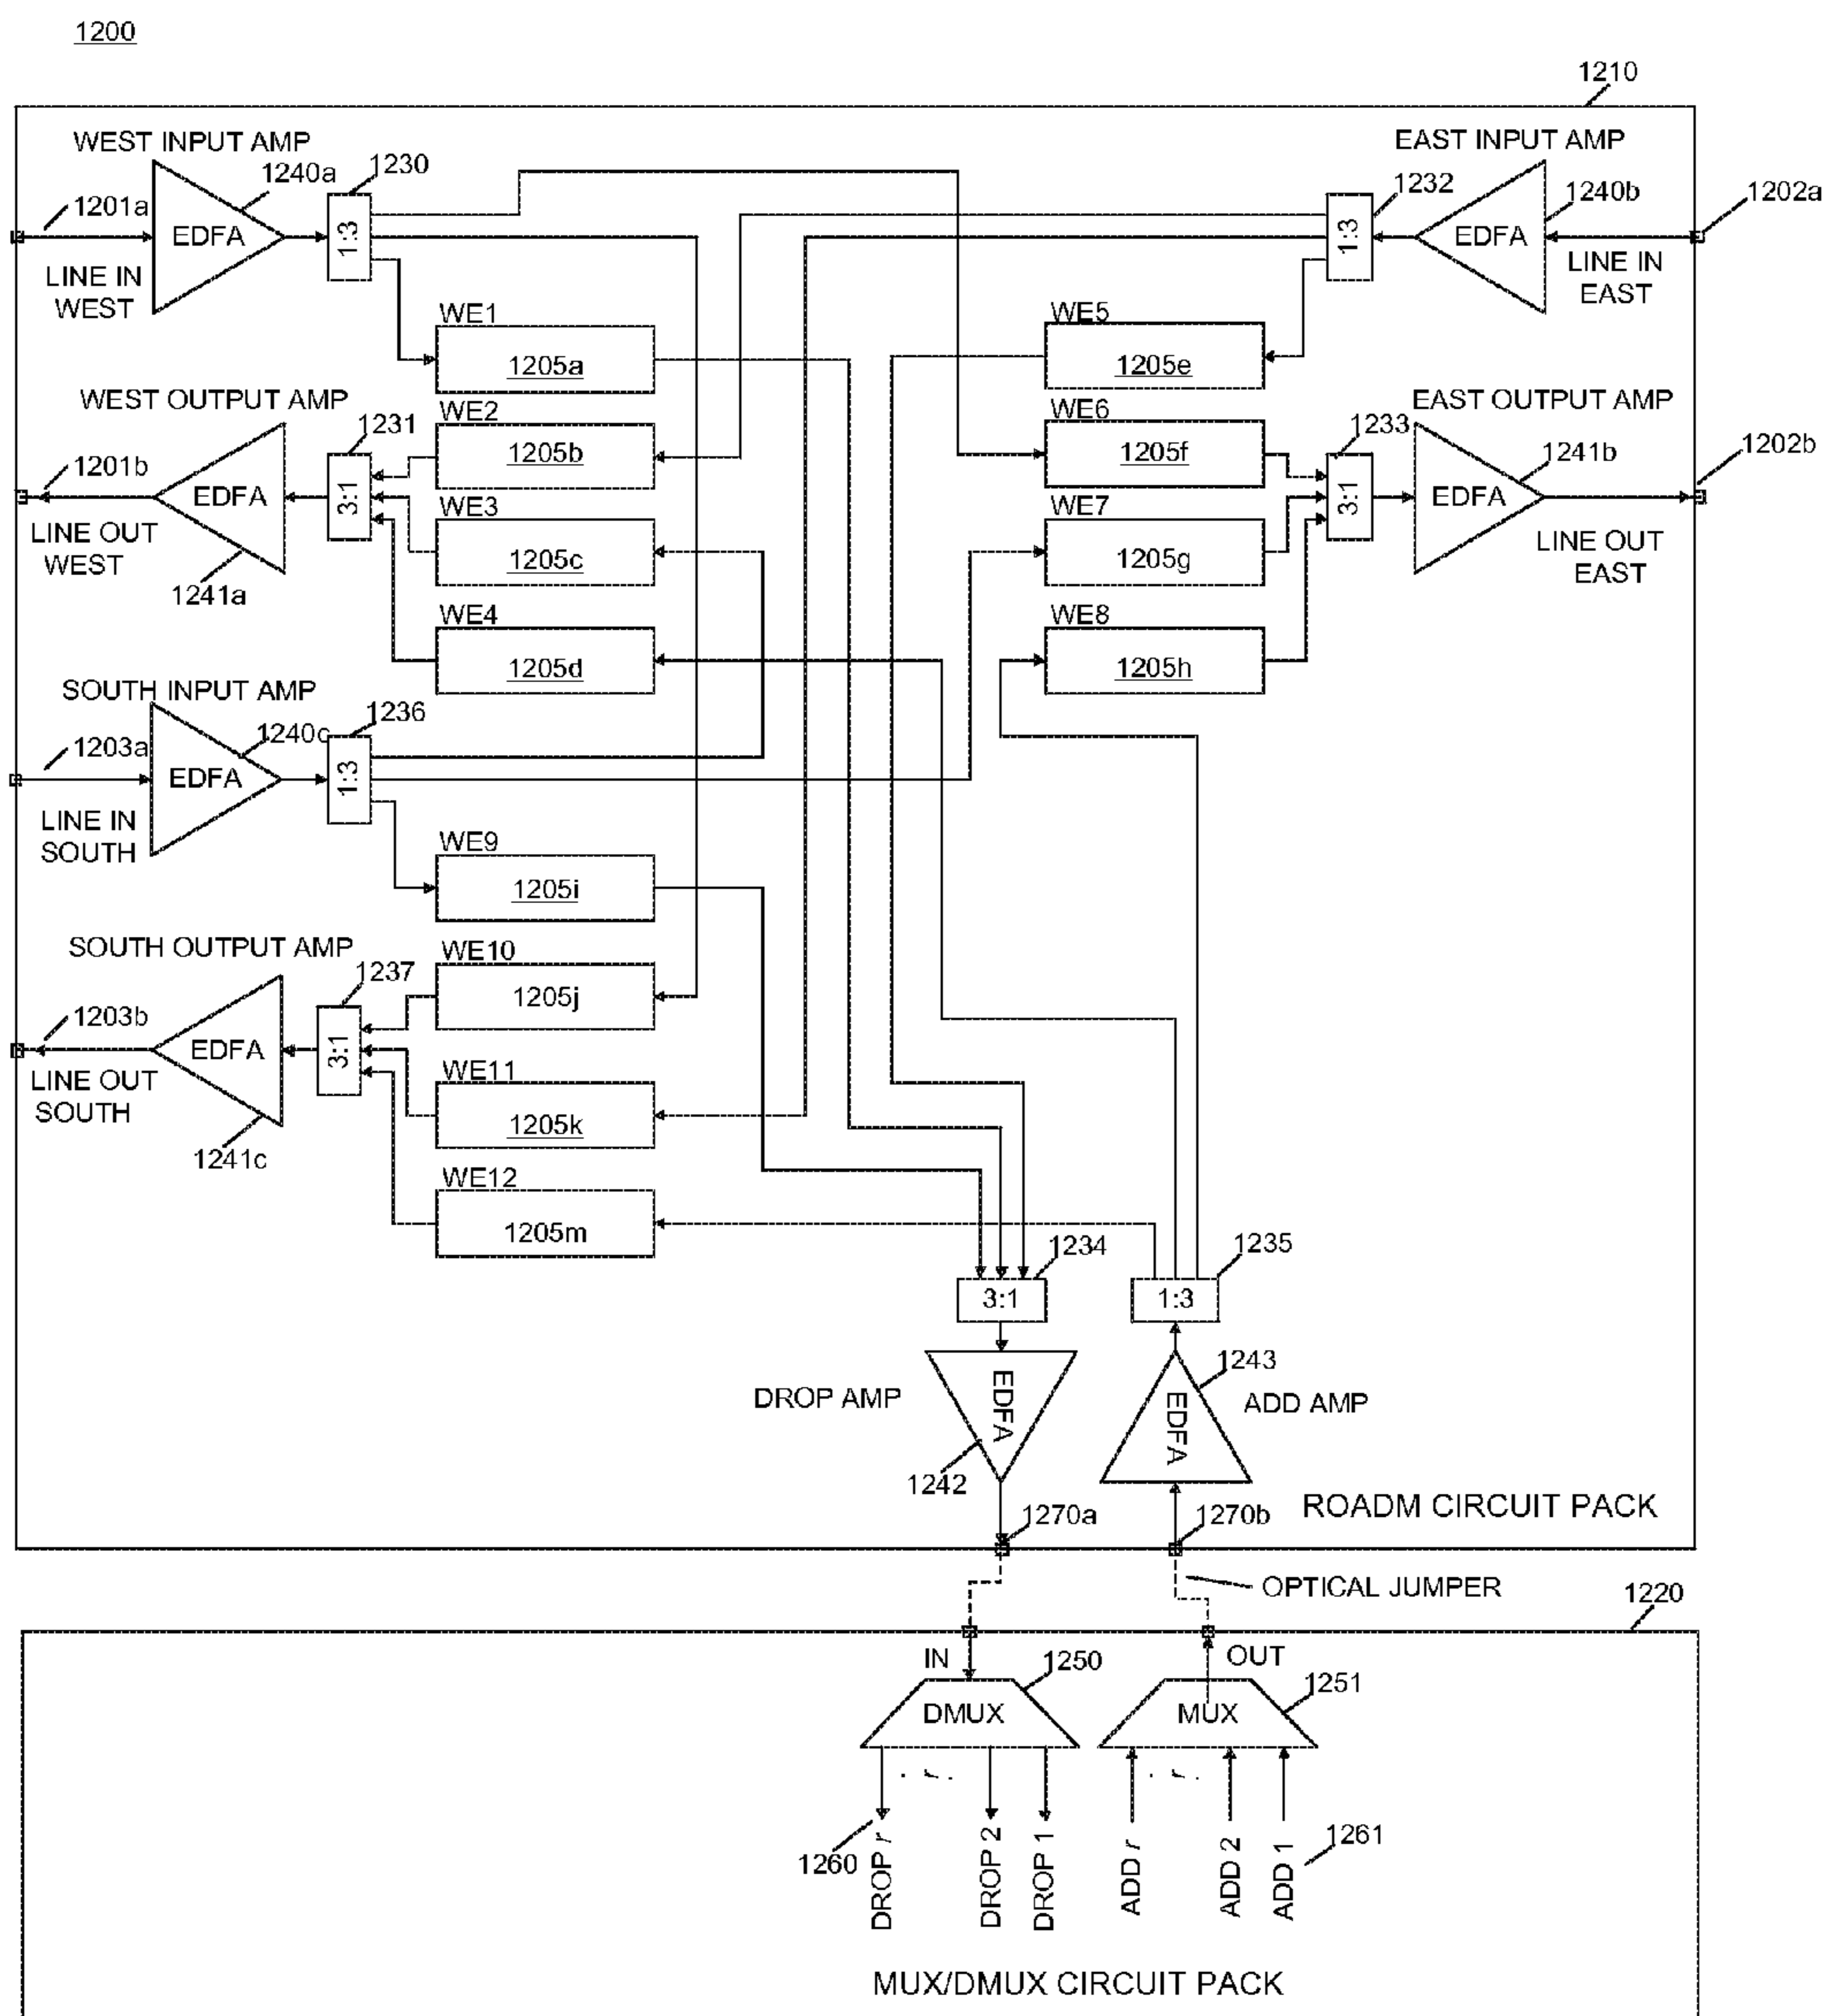 1200
1210
WEST INPUT AMP
1240a
1230
1201a
EDFA
1:3
LINE IN
WEST
EAST INPUT AMP
1232
1240b
1202a
1:3
EDFA
LINE IN
EAST
WE1
1205a
WE5
1205e
WEST OUTPUT AMP
1231
1201b
EDFA
3:1
LINE OUT
WEST
1241a
WE2
1205b
WE3
1205c
WE4
1205d
WE6
1205f
WE7
1205g
WE8
1205h
EAST OUTPUT AMP
1233
1241b
1202b
3:1
EDFA
LINE OUT
EAST
SOUTH INPUT AMP
1240c
1236
1203a
EDFA
1:3
LINE IN
SOUTH
WE9
1205i
SOUTH OUTPUT AMP
1237
1203b
EDFA
3:1
LINE OUT
SOUTH
1241c
WE10
1205j
WE11
1205k
WE12
1205m
1234
3:1
1235
1:3
DROP AMP
EDFA
1242
1243
EDFA
ADD AMP
1270a
1270b
ROADM CIRCUIT PACK
OPTICAL JUMPER
1220
IN
1250
DMUX
OUT
1251
MUX
r
r
1260
DROP r
DROP 2
DROP 1
ADD r
ADD 2
ADD 1
1261
MUX/DMUX CIRCUIT PACK